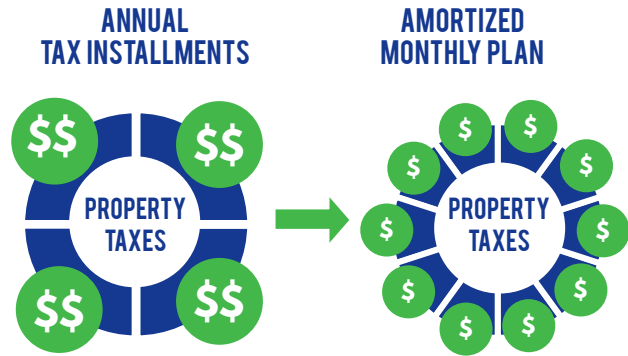 ANNUAL
TAX INSTALLMENTS
AMORTIZED
MONTHLY PLAN
$$
$$
PROPERTY
TAXES
$$
$$
$
$
$
$
$
PROPERTY
TAXES
$
$
$
$
$